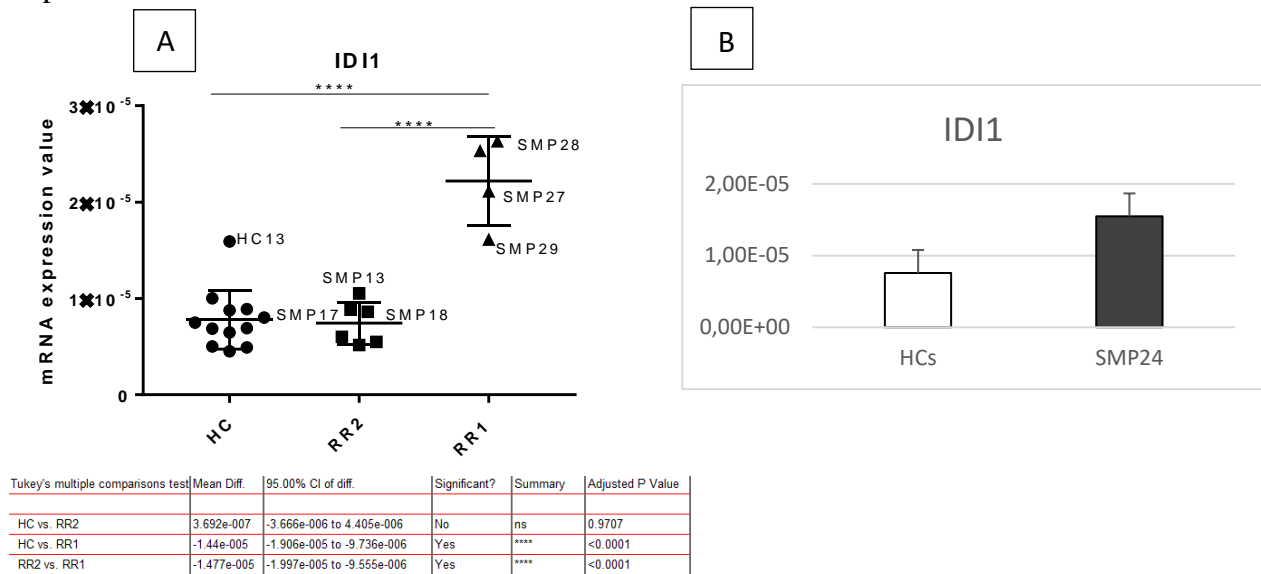 A
IDI1
****
****
3✖10 -5
2✖10 -5
1✖10 -5
0
mRNA expression value
SMP28
SMP27
SMP29
HC13
SMP13
SMP17
SMP18
HC
RR2
RR1
B
IDI1
2,00E-05
1,00E-05
0,00E+00
HCs
SMP24
Tukey's multiple comparisons test Mean Diff. 95.00% CI of diff. Significant? Summary Adjusted P Value
HC vs. RR2 3.692e-007 -3.666e-006 to 4.405e-006 No ns 0.9707
HC vs. RR1 -1.44e-005 -1.906e-005 to -9.736e-006 Yes **** <0.0001
RR2 vs. RR1 -1.477e-005 -1.997e-005 to -9.555e-006 Yes **** <0.0001